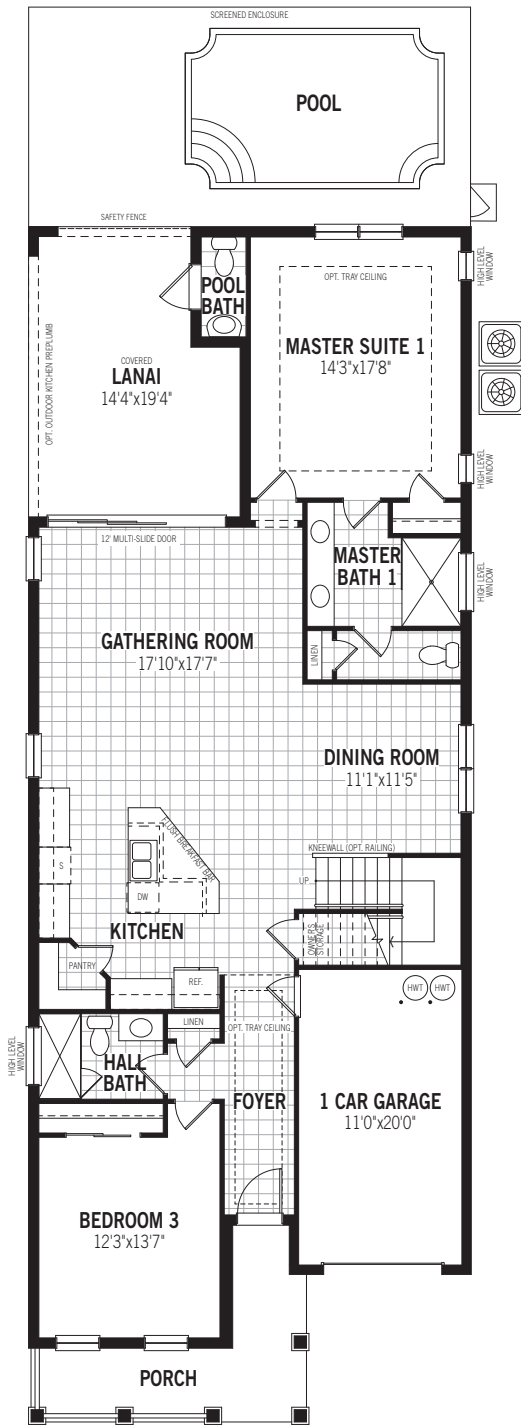 SCREENED ENCLOSURE
POOL
SAFETY FENCE
POOL
BATH
OPT. TRAY CEILING
MASTER SUITE 1
14'3"x17'8"
HIGH LEVEL
WINDOW
COVERED
LANAI
14'4"x19'4"
OPT. OUTDOOR KITCHEN PREPLUMB
HIGH LEVEL
WINDOW
12' MULTI-SLIDE DOOR
MASTER
BATH 1
HIGH LEVEL
WINDOW
GATHERING ROOM
17'10"x17'7"
LINEN
DINING ROOM
11'1"x11'5"
FLUSH BREAKFAST BAR
KNEEWALL (OPT. RAILING)
S
UP
DW
KITCHEN
OWNER'S
STORAGE
PANTRY
REF.
HWT
HWT
LINEN
OPT. TRAY CEILING
HIGH LEVEL
WINDOW
HALL
BATH
FOYER
1 CAR GARAGE
11'0"x20'0"
BEDROOM 3
12'3"x13'7"
PORCH